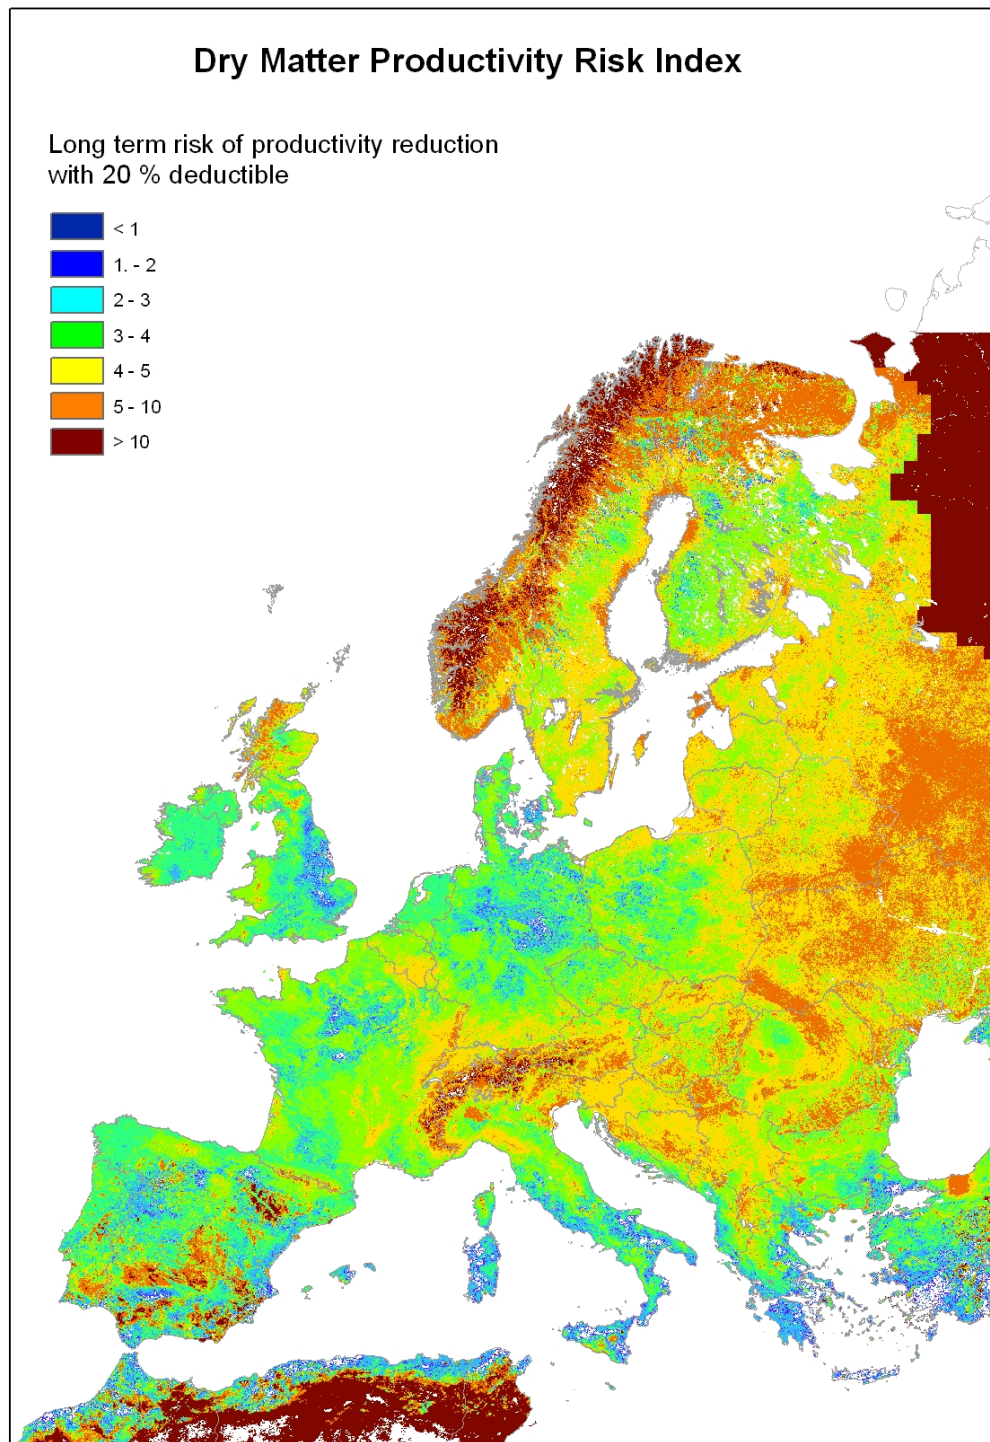 Dry Matter Productivity Risk Index
Long term risk of productivity reduction
with 20 % deductible
< 1
1. - 2
2 - 3
3 - 4
4 - 5
5 - 10
> 10